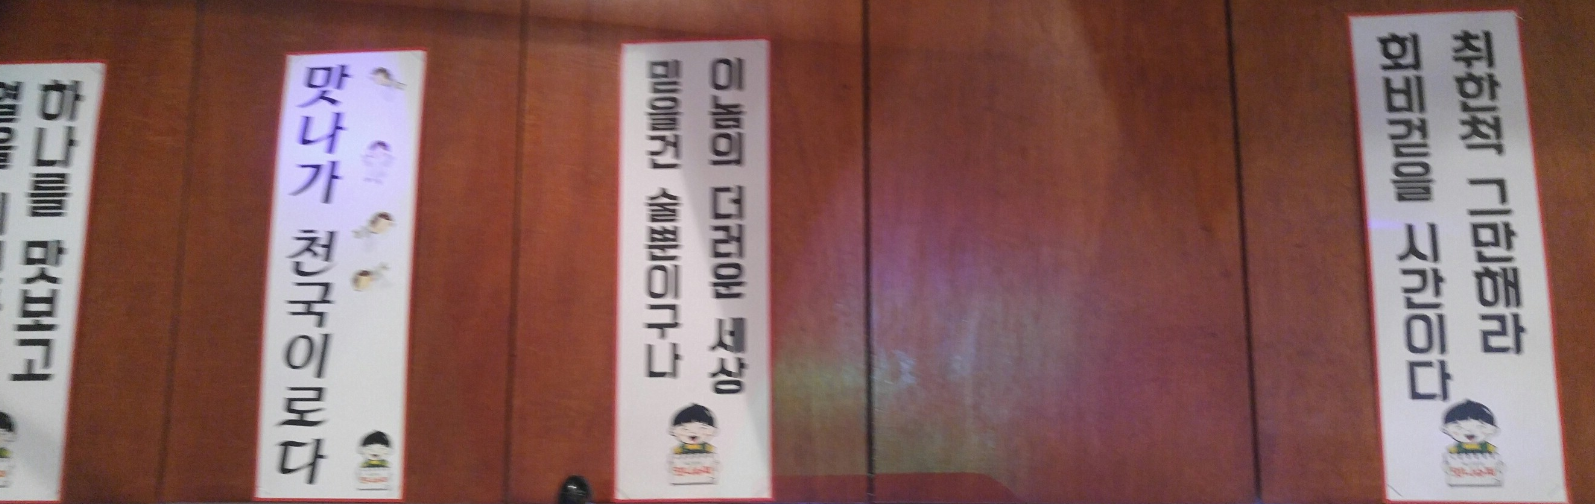 하나를 맛보고
맛나가 천국이로다
이놈의 더러운 세상
믿을건 술뿐이구나
취한척 그만해라
회비걷을 시간이다